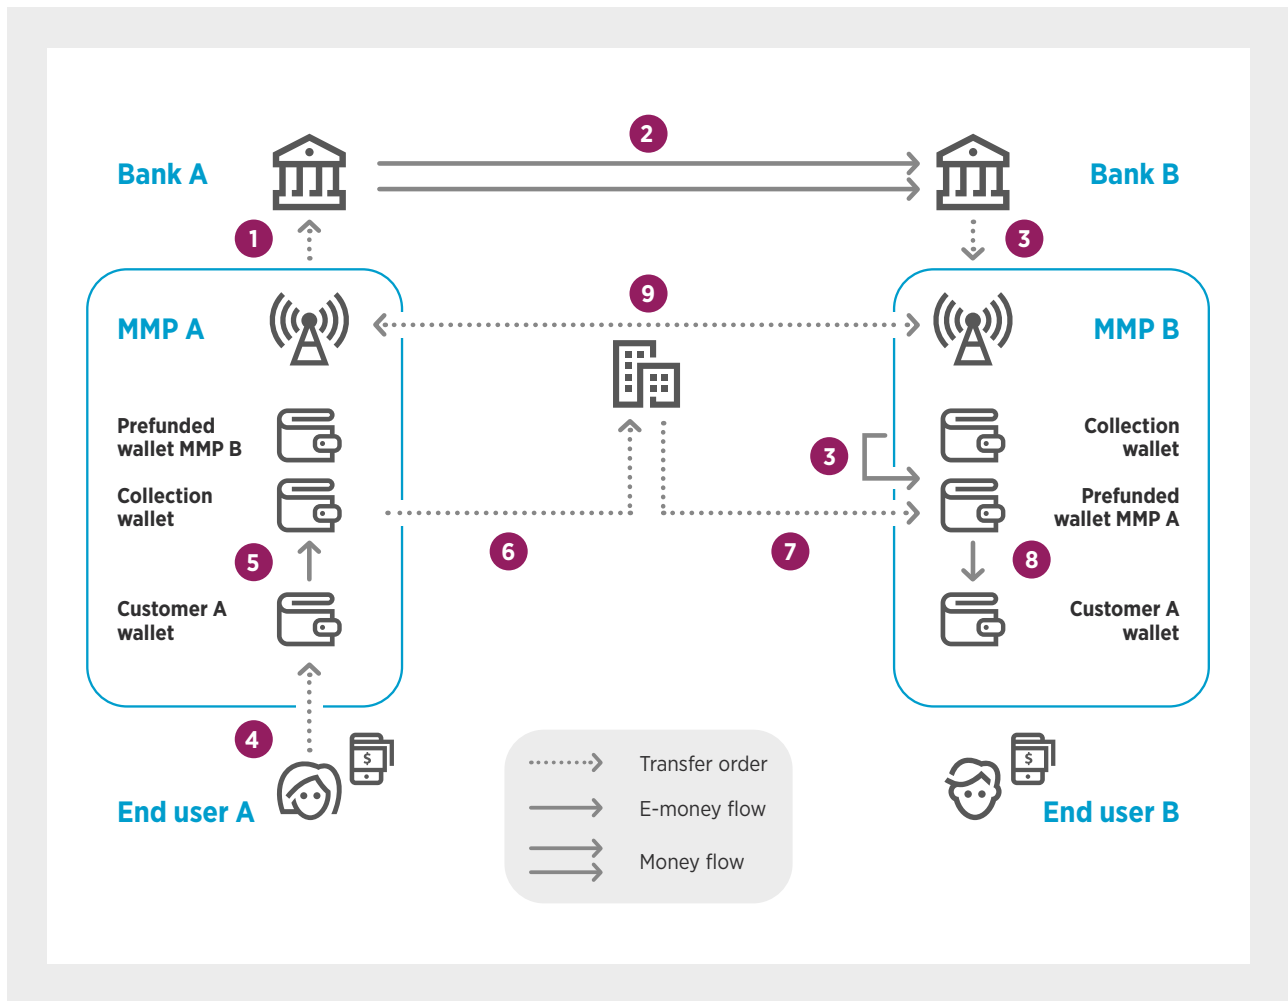 2
Bank A
Bank B
1
3
9
MMP A
MMP B
Prefunded
wallet MMP B
Collection
wallet
3
Collection
wallet
Prefunded
wallet MMP A
6
7
5
8
Customer A
wallet
Customer A
wallet
4
$
$
End user A
End user B
Transfer order
E-money flow
Money flow